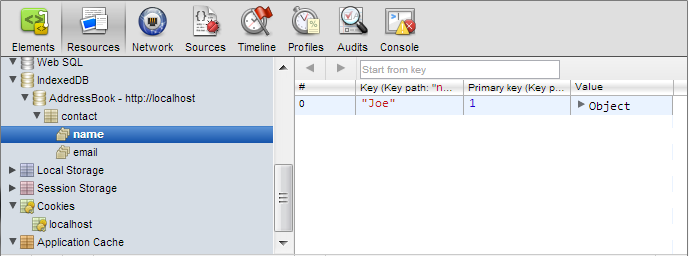 Elements Resources Network Sources Timeline Profiles Audits Console
Web SQL
IndexedDB
AddressBook - http://localhost
contact
name
email
Local Storage
Session Storage
Cookies
localhost
Application Cache
Start from key
# Key (Key path: "n... Primary key (Key p... Value
0 "Joe" 1 Object